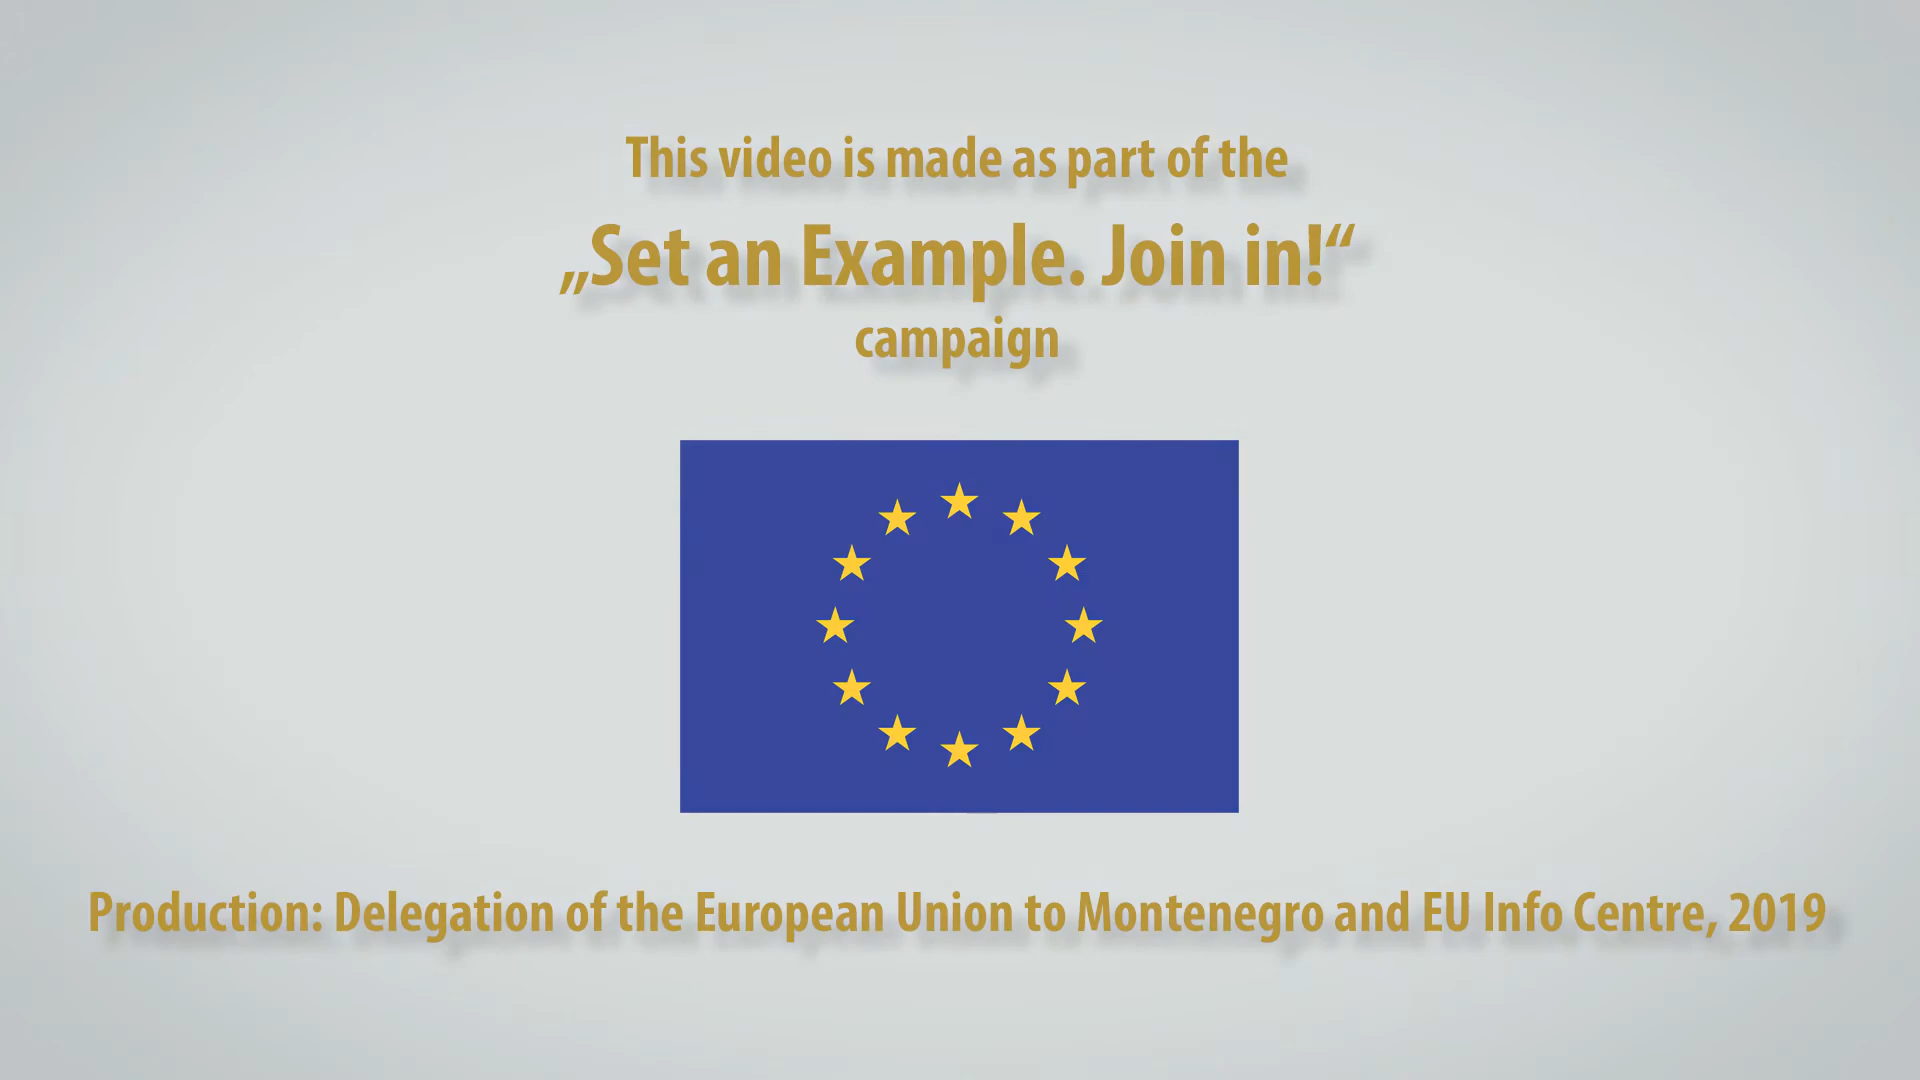 This video is made as part of the
„Set an Example. Join in!“
campaign
Production: Delegation of the European Union to Montenegro and EU Info Centre, 2019